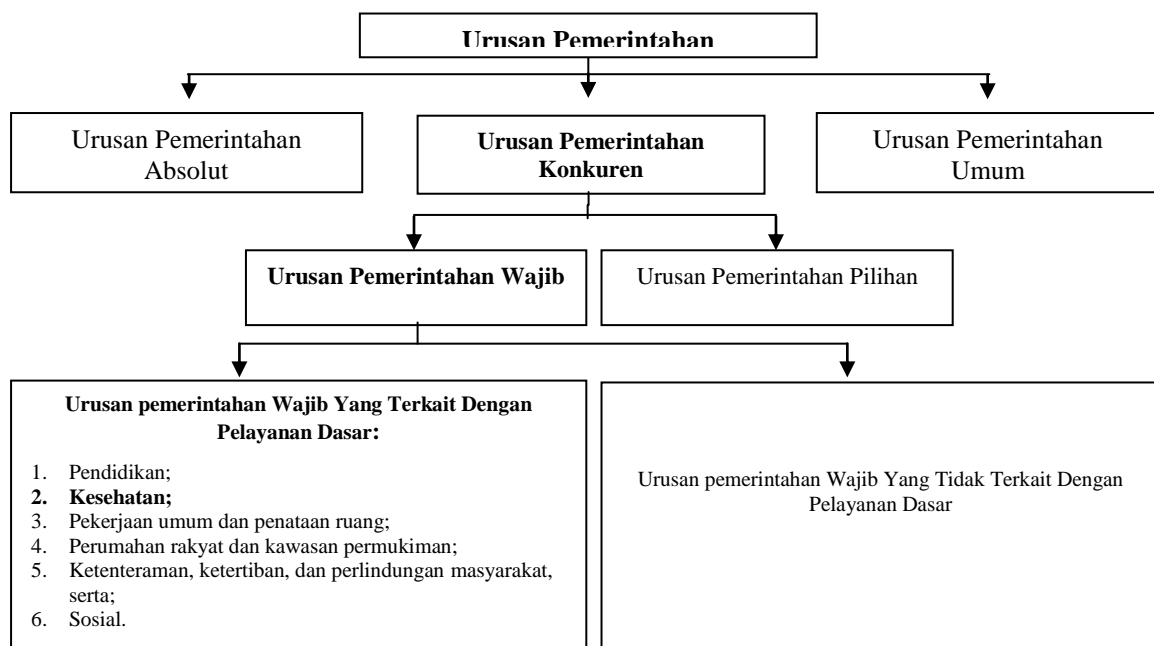 Urusan Pemerintahan
Urusan Pemerintahan
Absolut
Urusan Pemerintahan
Konkuren
Urusan Pemerintahan
Umum
Urusan Pemerintahan Wajib
Urusan Pemerintahan Pilihan
Urusan pemerintahan Wajib Yang Terkait Dengan
Pelayanan Dasar:
1. Pendidikan;
2. Kesehatan;
3. Pekerjaan umum dan penataan ruang;
4. Perumahan rakyat dan kawasan permukiman;
5. Ketenteraman, ketertiban, dan perlindungan masyarakat,
serta;
6. Sosial.
Urusan pemerintahan Wajib Yang Tidak Terkait Dengan
Pelayanan Dasar